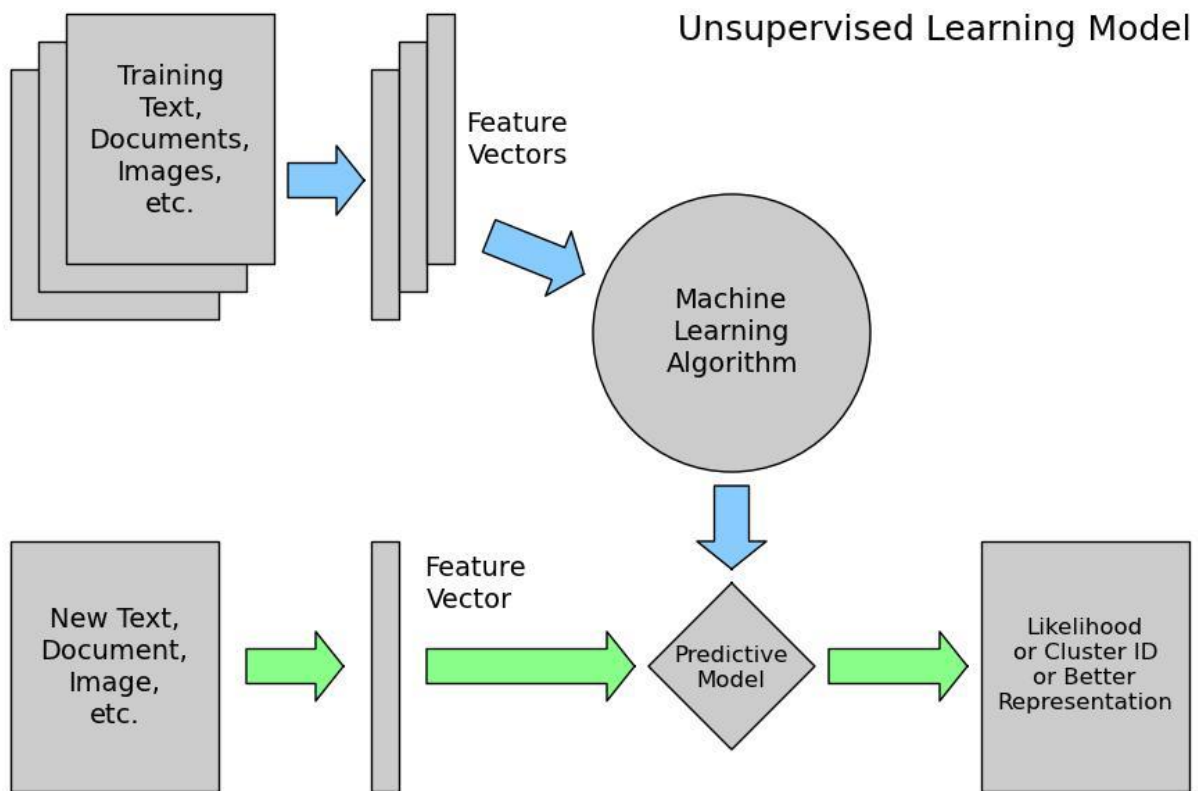 Unsupervised Learning Model
Training
Text,
Documents,
Images,
etc.
Feature
Vectors
Machine
Learning
Algorithm
New Text,
Document,
Image,
etc.
Feature
Vector
Predictive
Model
Likelihood
or Cluster ID
or Better
Representation